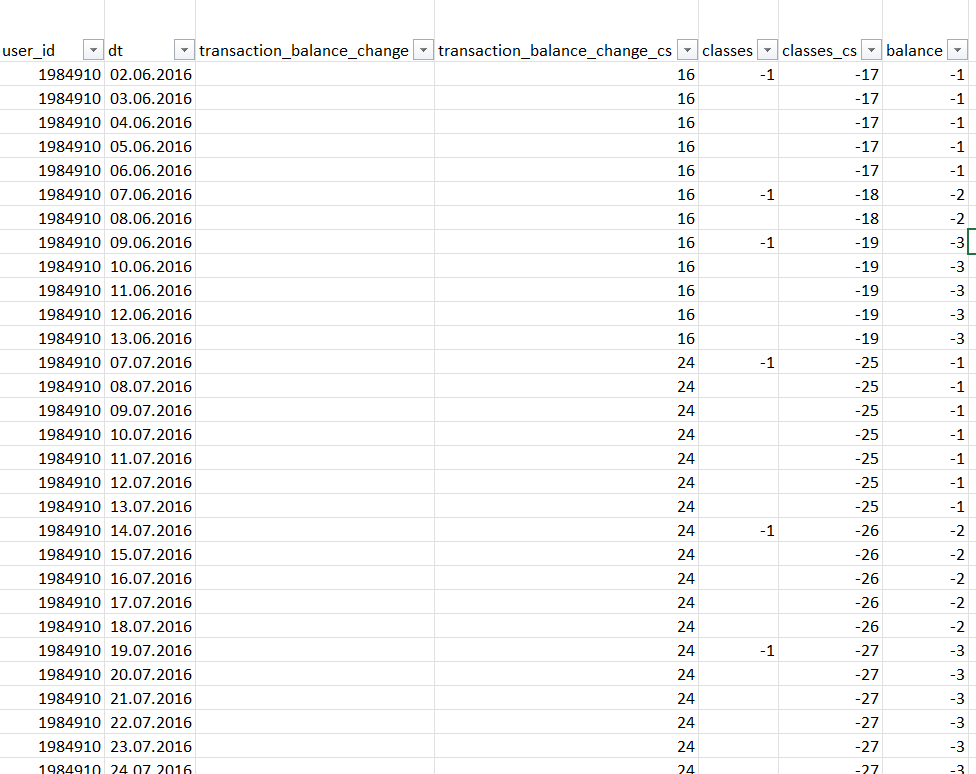 user_id dt transaction_balance_change transaction_balance_change_cs classes classes_cs balance
1984910 02.06.2016 16 -1 -17 -1
1984910 03.06.2016 16 -17 -1
1984910 04.06.2016 16 -17 -1
1984910 05.06.2016 16 -17 -1
1984910 06.06.2016 16 -17 -1
1984910 07.06.2016 16 -1 -18 -2
1984910 08.06.2016 16 -18 -2
1984910 09.06.2016 16 -1 -19 -3
1984910 10.06.2016 16 -19 -3
1984910 11.06.2016 16 -19 -3
1984910 12.06.2016 16 -19 -3
1984910 13.06.2016 16 -19 -3
1984910 07.07.2016 24 -1 -25 -1
1984910 08.07.2016 24 -25 -1
1984910 09.07.2016 24 -25 -1
1984910 10.07.2016 24 -25 -1
1984910 11.07.2016 24 -25 -1
1984910 12.07.2016 24 -25 -1
1984910 13.07.2016 24 -25 -1
1984910 14.07.2016 24 -1 -26 -2
1984910 15.07.2016 24 -26 -2
1984910 16.07.2016 24 -26 -2
1984910 17.07.2016 24 -26 -2
1984910 18.07.2016 24 -26 -2
1984910 19.07.2016 24 -1 -27 -3
1984910 20.07.2016 24 -27 -3
1984910 21.07.2016 24 -27 -3
1984910 22.07.2016 24 -27 -3
1984910 23.07.2016 24 -27 -3
1984910 24.07.2016 24 -27 -3